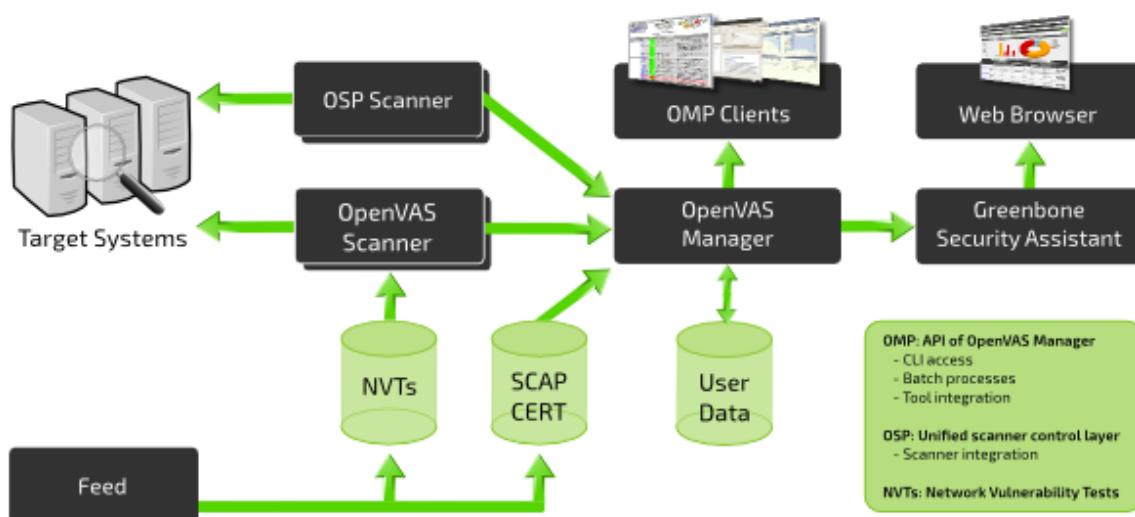 OSP Scanner
OMP Clients
Web Browser
Target Systems
OpenVAS
Scanner
OpenVAS
Manager
Greenbone
Security Assistant
NVTs
SCAP
CERT
User
Data
Feed
OMP: API of OpenVAS Manager
- CLI access
- Batch processes
- Tool integration
OSP: Unified scanner control layer
- Scanner integration
NVTs: Network Vulnerability Tests